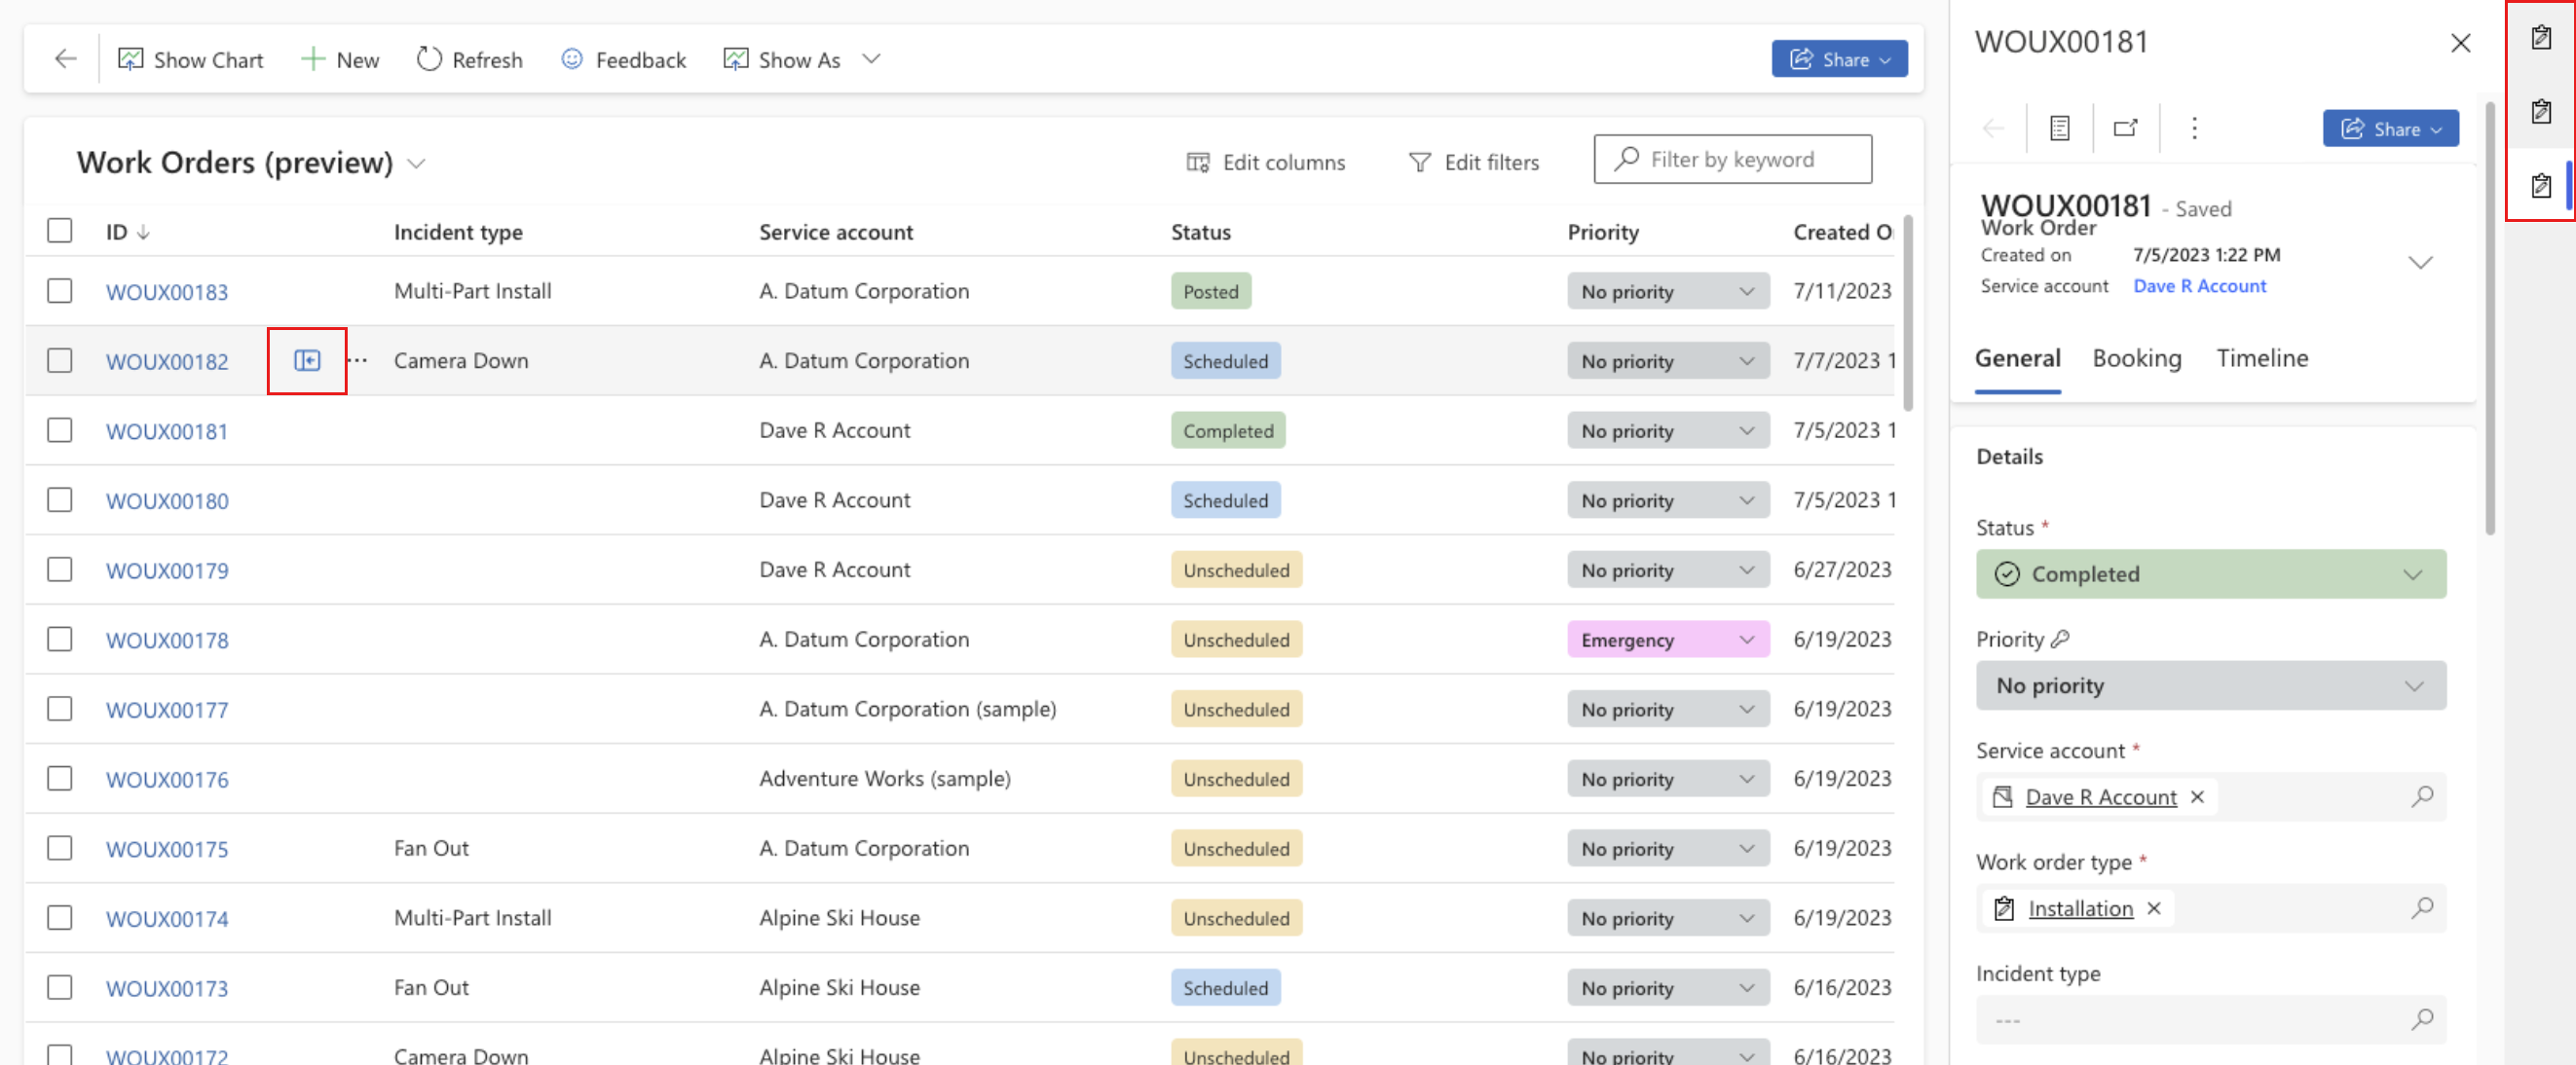 Show Chart New Refresh Feedback Show As Share
Work Orders (preview) Edit columns Edit filters Filter by keyword
ID Incident type Service account Status Priority Created O
WOUX00183 Multi-Part Install A. Datum Corporation Posted No priority 7/11/2023
WOUX00182 ... Camera Down A. Datum Corporation Scheduled No priority 7/7/2023 1
WOUX00181 Dave R Account Completed No priority 7/5/2023 1
WOUX00180 Dave R Account Scheduled No priority 7/5/2023 1
WOUX00179 Dave R Account Unscheduled No priority 6/27/2023
WOUX00178 A. Datum Corporation Unscheduled Emergency 6/19/2023
WOUX00177 A. Datum Corporation (sample) Unscheduled No priority 6/19/2023
WOUX00176 Adventure Works (sample) Unscheduled No priority 6/19/2023
WOUX00175 Fan Out A. Datum Corporation Unscheduled No priority 6/19/2023
WOUX00174 Multi-Part Install Alpine Ski House Unscheduled No priority 6/19/2023
WOUX00173 Fan Out Alpine Ski House Scheduled No priority 6/16/2023
WOUX00172 Camera Down Alpine Ski House Unscheduled No priority 6/16/2023
WOUX00181
Share
WOUX00181 - Saved
Work Order
Created on 7/5/2023 1:22 PM
Service account Dave R Account
General Booking Timeline
Details
Status *
Completed
Priority
No priority
Service account *
Dave R Account
Work order type *
Installation
Incident type
---